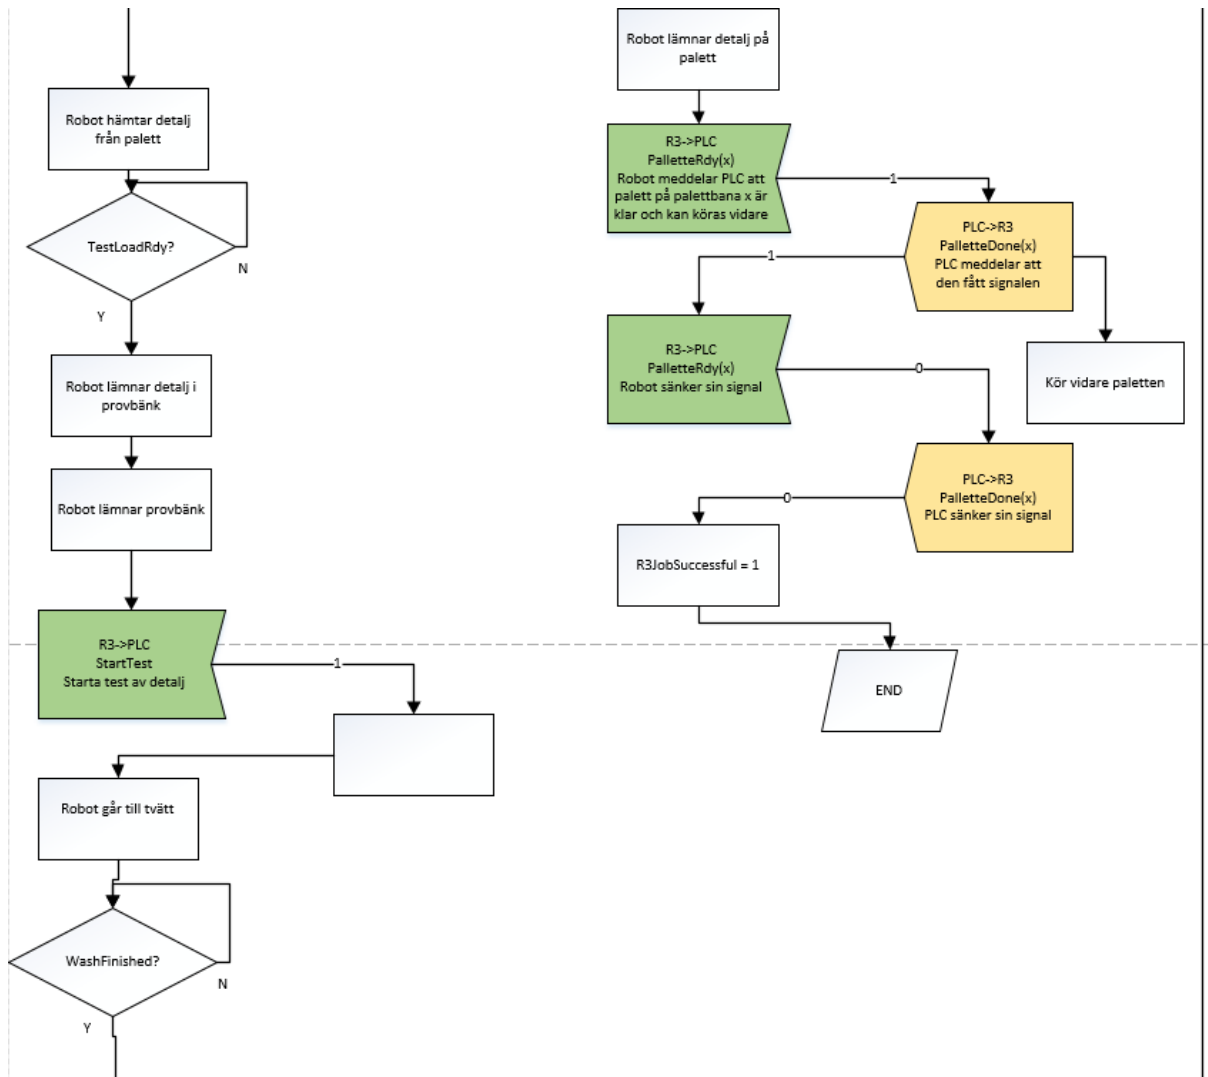 Robot hämtar detalj
från palett
TestLoadRdy?
N
Y
Robot lämnar detalj i
provbänk
Robot lämnar provbänk
R3->PLC
StartTest
Starta test av detalj
1
Robot går till tvätt
WashFinished?
N
Y
Robot lämnar detalj på
palett
R3->PLC
PalletteRdy(x)
Robot meddelar PLC att
palett på palettbana x är
klar och kan köras vidare
1
PLC->R3
PalletteDone(x)
PLC meddelar att
den fått signalen
1
R3->PLC
PalletteRdy(x)
Robot sänker sin signal
Kör vidare paletten
0
PLC->R3
PalletteDone(x)
PLC sänker sin signal
0
R3JobSuccessful = 1
END